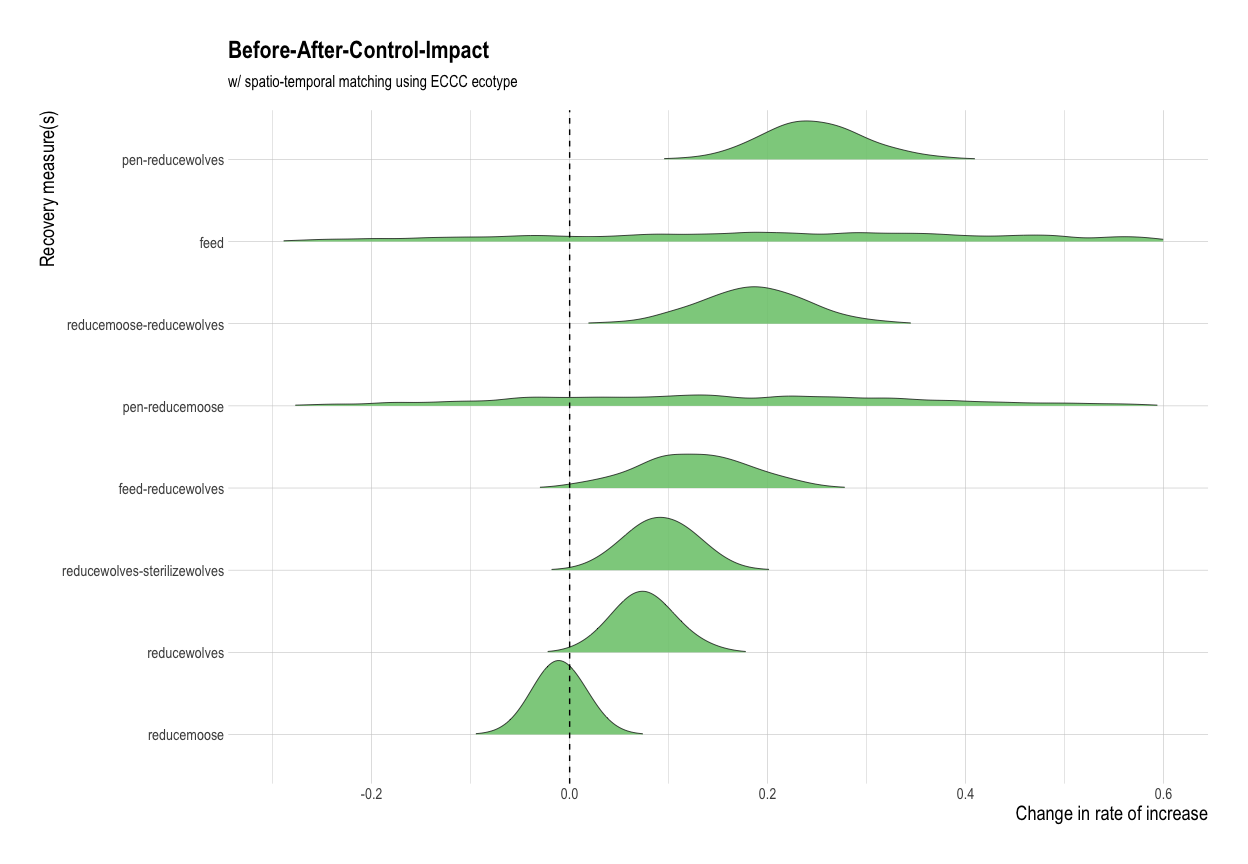 Before-After-Control-Impact
w/ spatio-temporal matching using ECCC ecotype
Recovery measure(s)
pen-reducewolves
feed
reducemoose-reducewolves
pen-reducemoose
feed-reducewolves
reducewolves-sterilizewolves
reducewolves
reducemoose
-0.2 0.0 0.2 0.4 0.6
Change in rate of increase